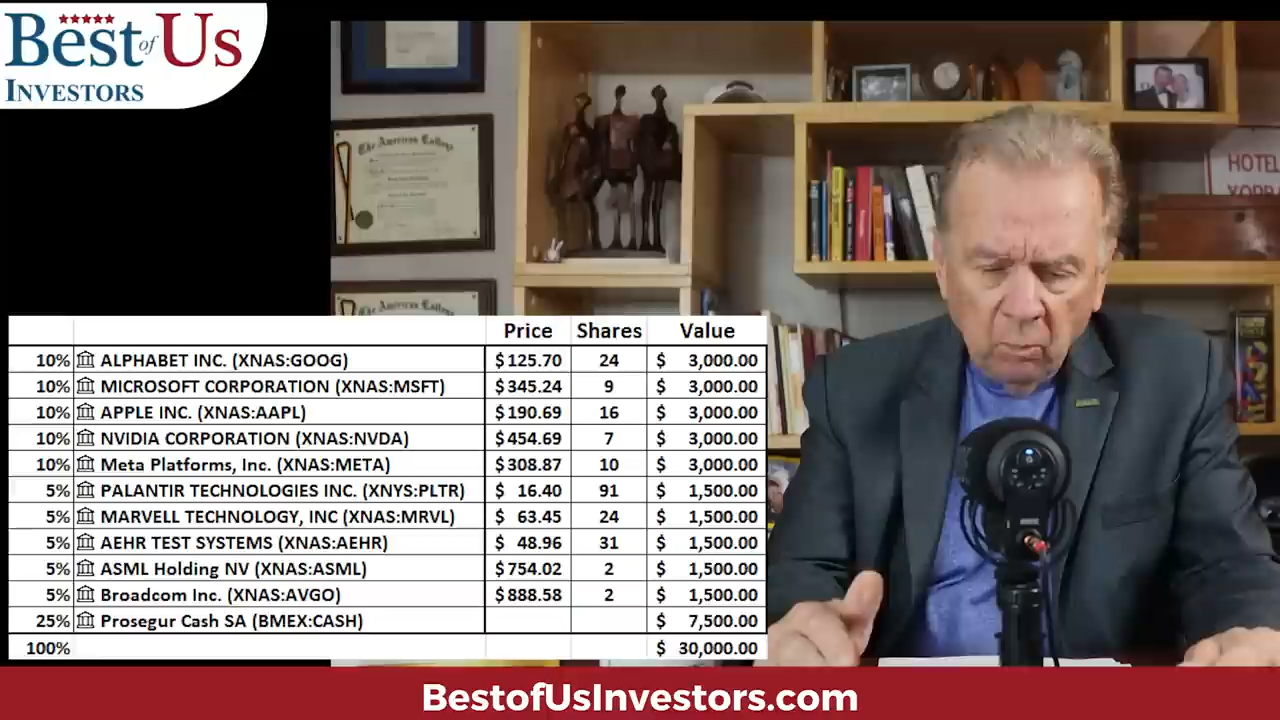 Best of Us
INVESTORS
The American College
The American College
HOTEL
Price Shares Value
10% ALPHABET INC. (XNAS:GOOG) $125.70 24 $ 3,000.00
10% MICROSOFT CORPORATION (XNAS:MSFT) $345.24 9 $ 3,000.00
10% APPLE INC. (XNAS:AAPL) $190.69 16 $ 3,000.00
10% NVIDIA CORPORATION (XNAS:NVDA) $454.69 7 $ 3,000.00
10% Meta Platforms, Inc. (XNAS:META) $308.87 10 $ 3,000.00
5% PALANTIR TECHNOLOGIES INC. (XNYS:PLTR) $ 16.40 91 $ 1,500.00
5% MARVELL TECHNOLOGY, INC (XNAS:MRVL) $ 63.45 24 $ 1,500.00
5% AEHR TEST SYSTEMS (XNAS:AEHR) $ 48.96 31 $ 1,500.00
5% ASML Holding NV (XNAS:ASML) $754.02 2 $ 1,500.00
5% Broadcom Inc. (XNAS:AVGO) $888.58 2 $ 1,500.00
25% Prosegur Cash SA (BMEX:CASH) $ 7,500.00
100% $ 30,000.00
BestofUsInvestors.com